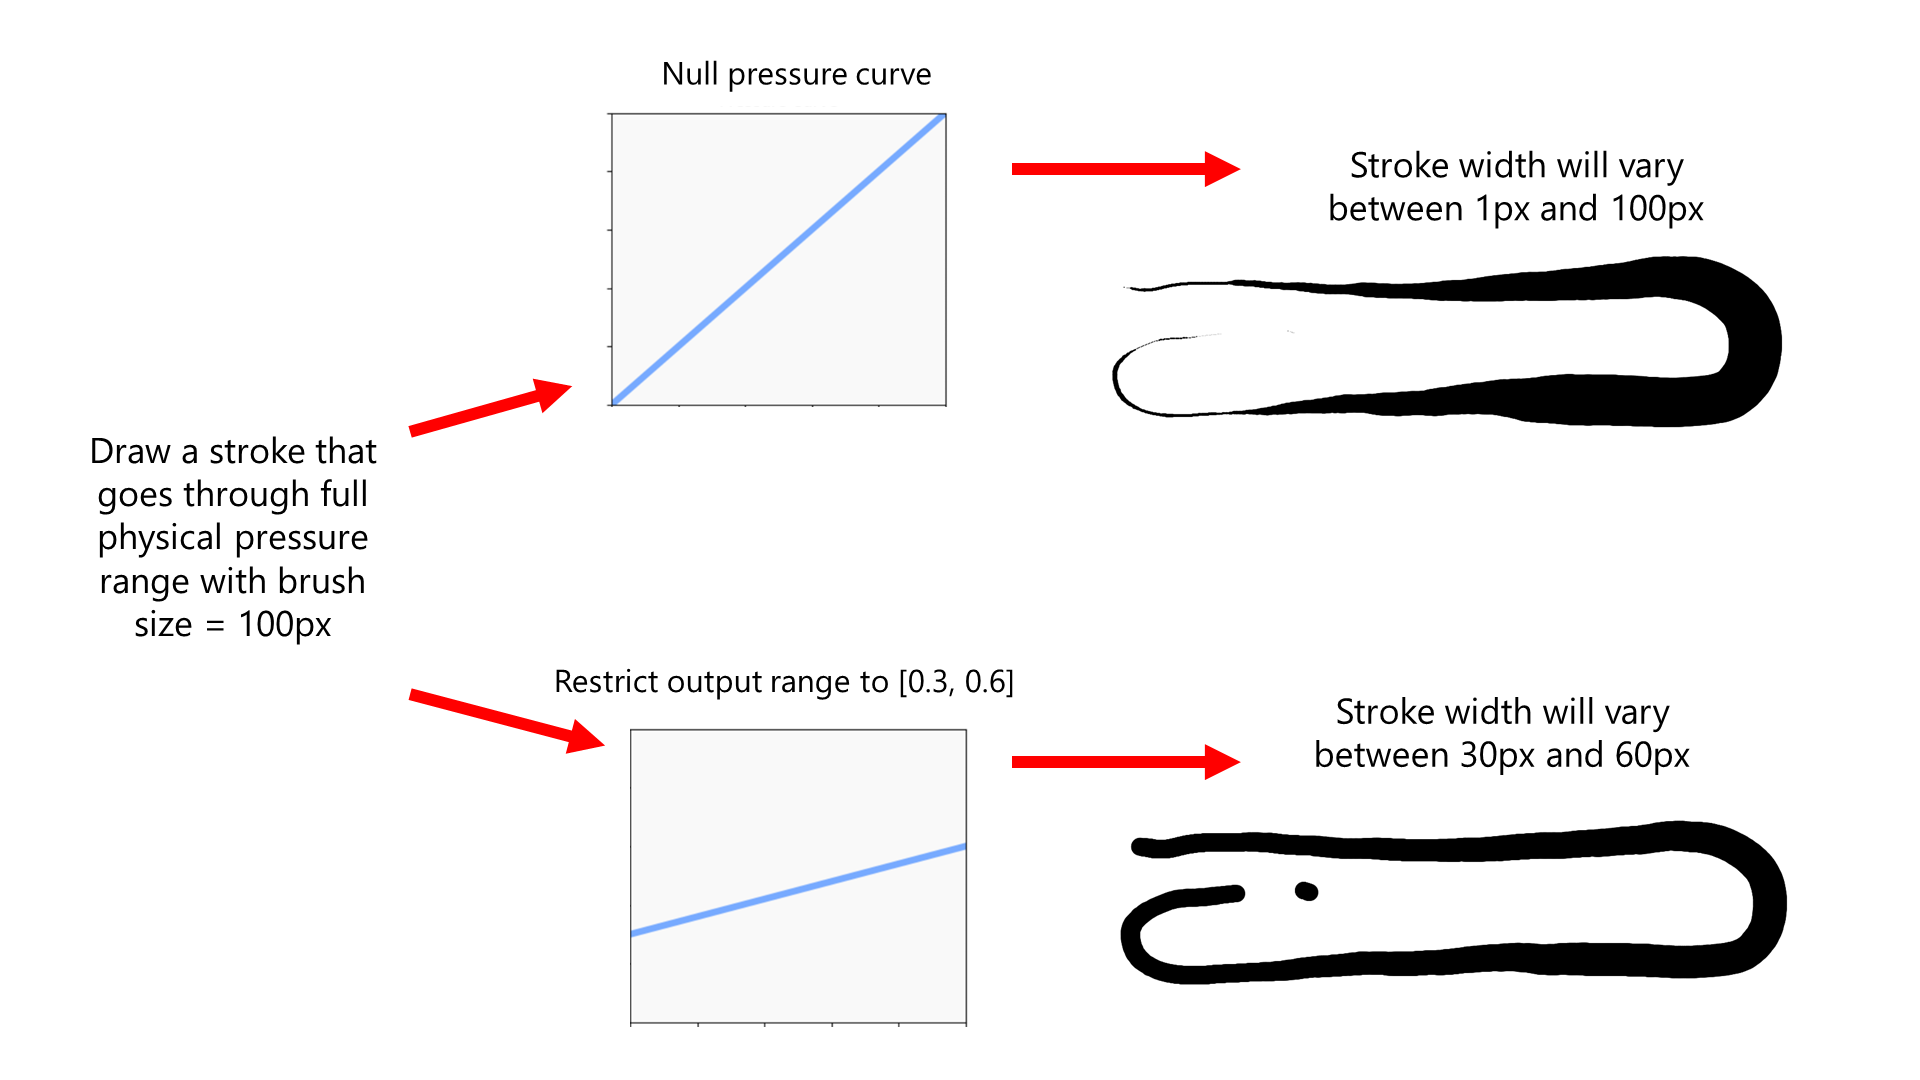 Null pressure curve
Stroke width will vary
between 1px and 100px
Draw a stroke that
goes through full
physical pressure
range with brush
size = 100px
Restrict output range to [0.3, 0.6]
Stroke width will vary
between 30px and 60px